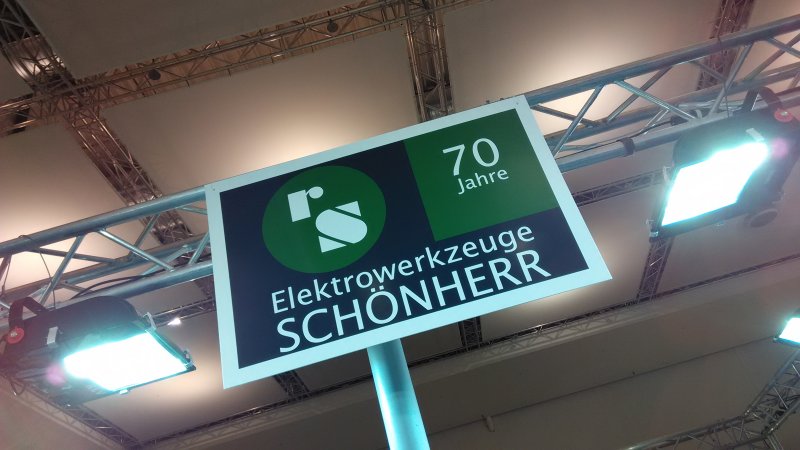 rs
70
Jahre
Elektrowerkzeuge
SCHÖNHERR